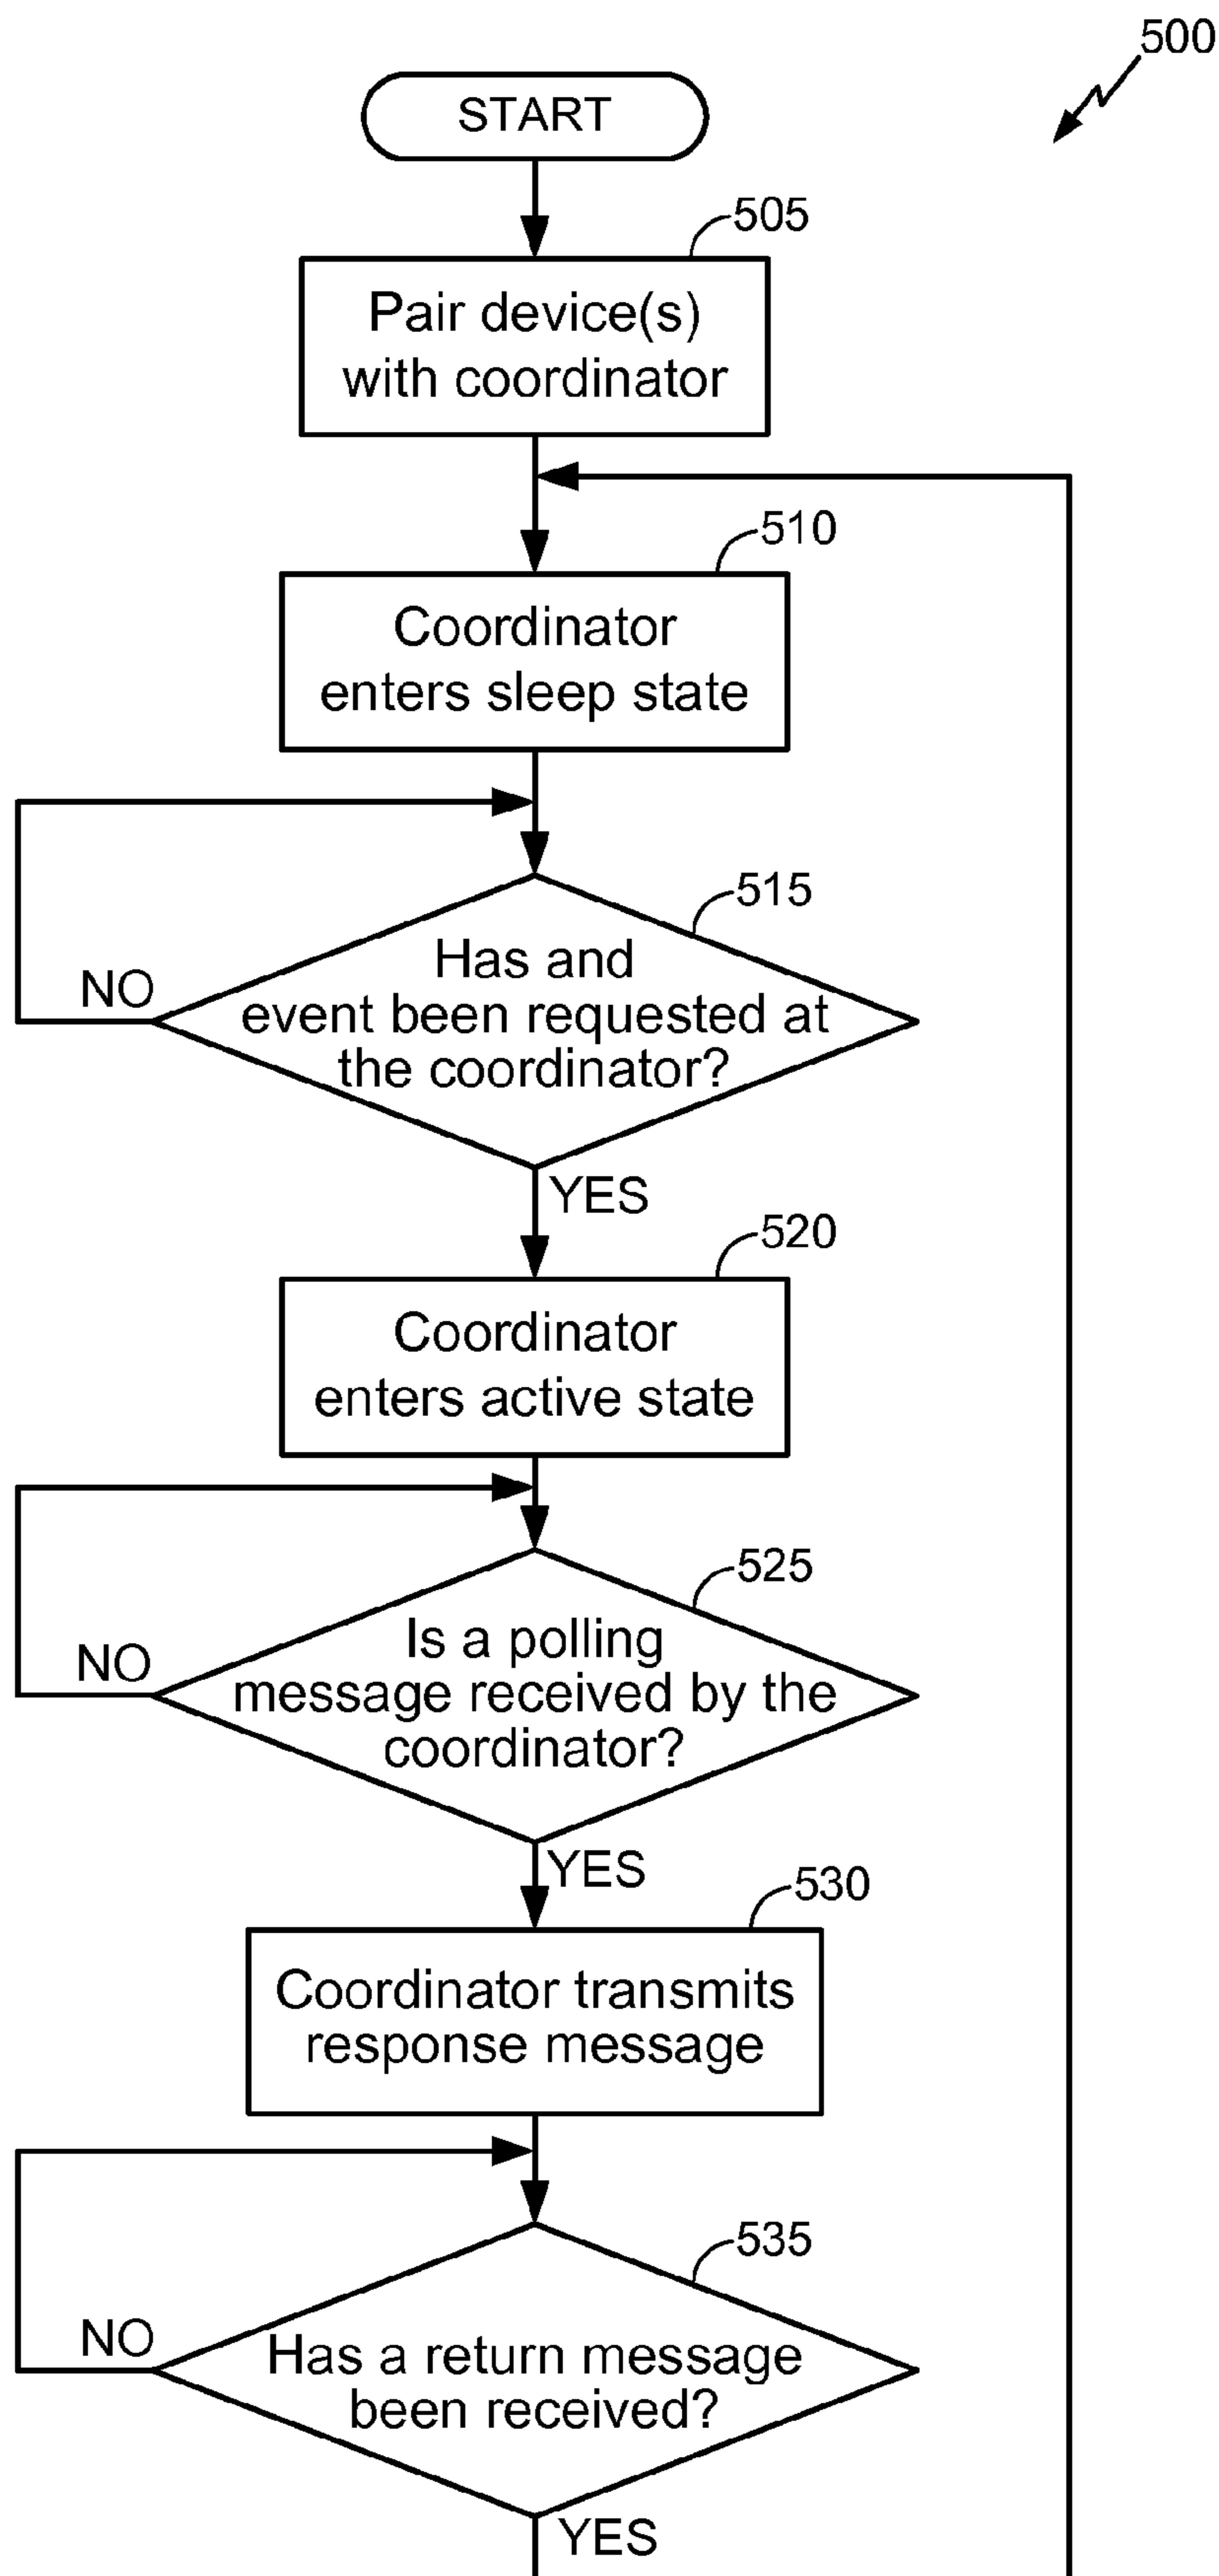 500
START
505
Pair device(s)
with coordinator
510
Coordinator
enters sleep state
515
Has and
event been requested at
the coordinator?
NO
YES
520
Coordinator
enters active state
525
Is a polling
message received by the
coordinator?
NO
YES
530
Coordinator transmits
response message
535
Has a return message
been received?
NO
YES